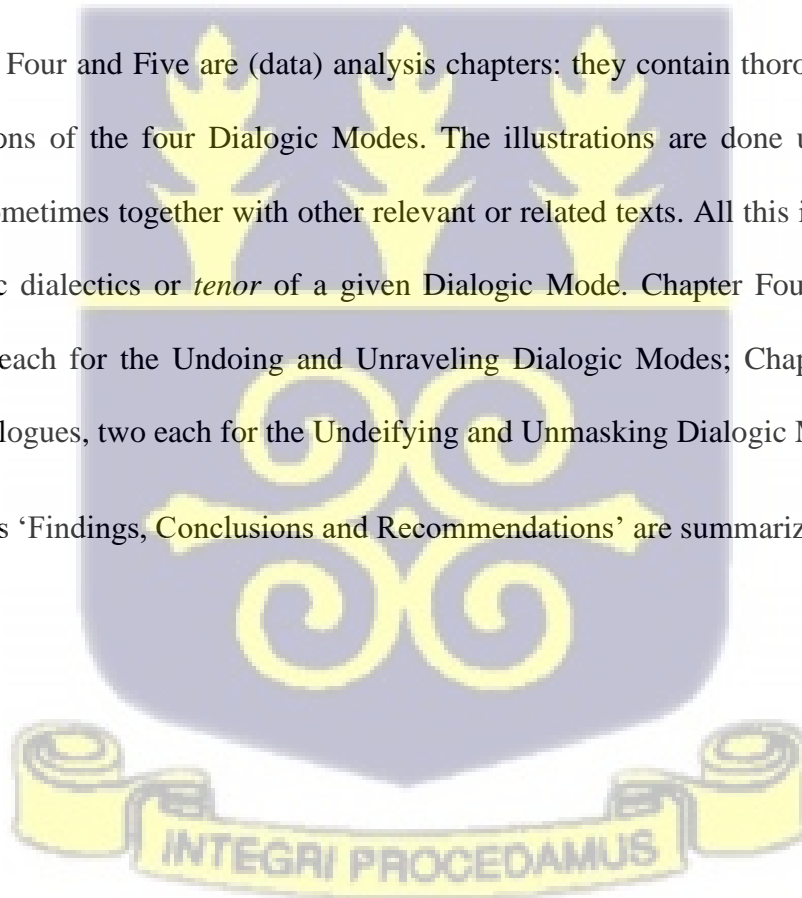 Four and Five are (data) analysis chapters: they contain thoro
ons of the four Dialogic Modes. The illustrations are done u
ometimes together with other relevant or related texts. All this i
c dialectics or tenor of a given Dialogic Mode. Chapter Fou
each for the Undoing and Unraveling Dialogic Modes; Chap
logues, two each for the Undeifying and Unmasking Dialogic M
s ‘Findings, Conclusions and Recommendations’ are summariz
INTEGRI PROCEDAMUS